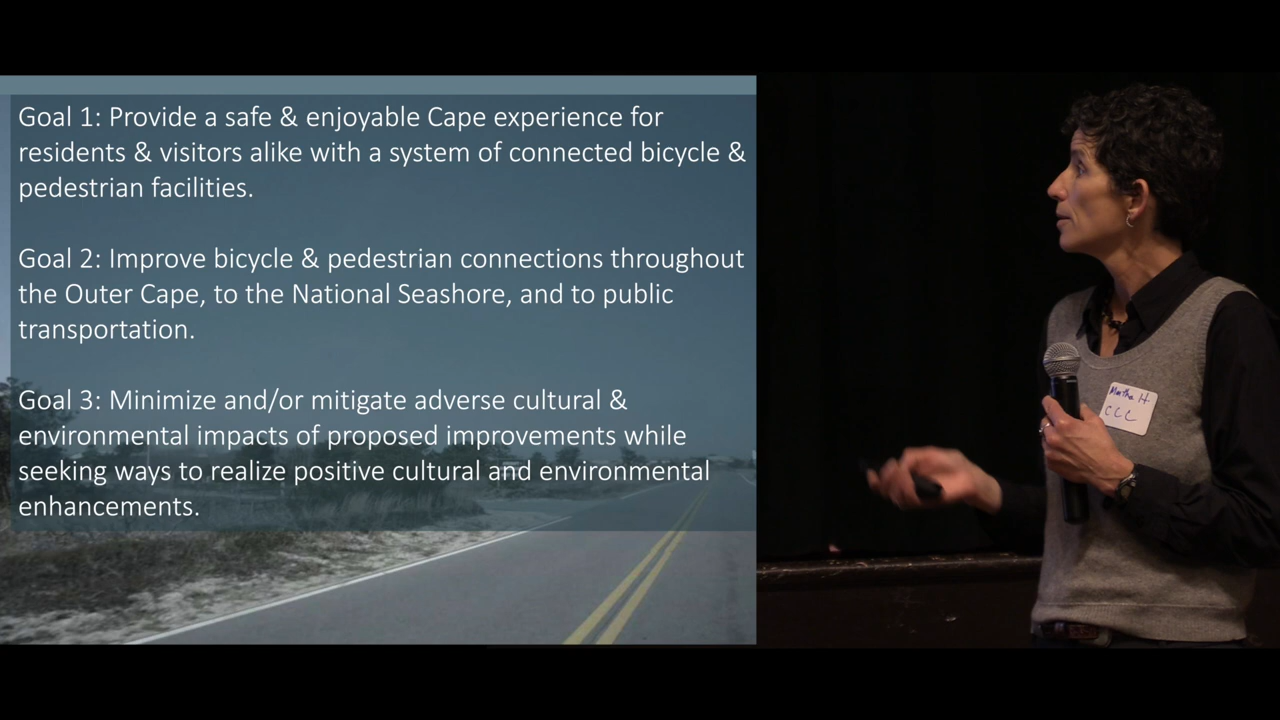 Goal 1: Provide a safe & enjoyable Cape experience for
residents & visitors alike with a system of connected bicycle &
pedestrian facilities.
Goal 2: Improve bicycle & pedestrian connections throughout
the Outer Cape, to the National Seashore, and to public
transportation.
Goal 3: Minimize and/or mitigate adverse cultural &
environmental impacts of proposed improvements while
seeking ways to realize positive cultural and environmental
enhancements.
Martha H
CCC